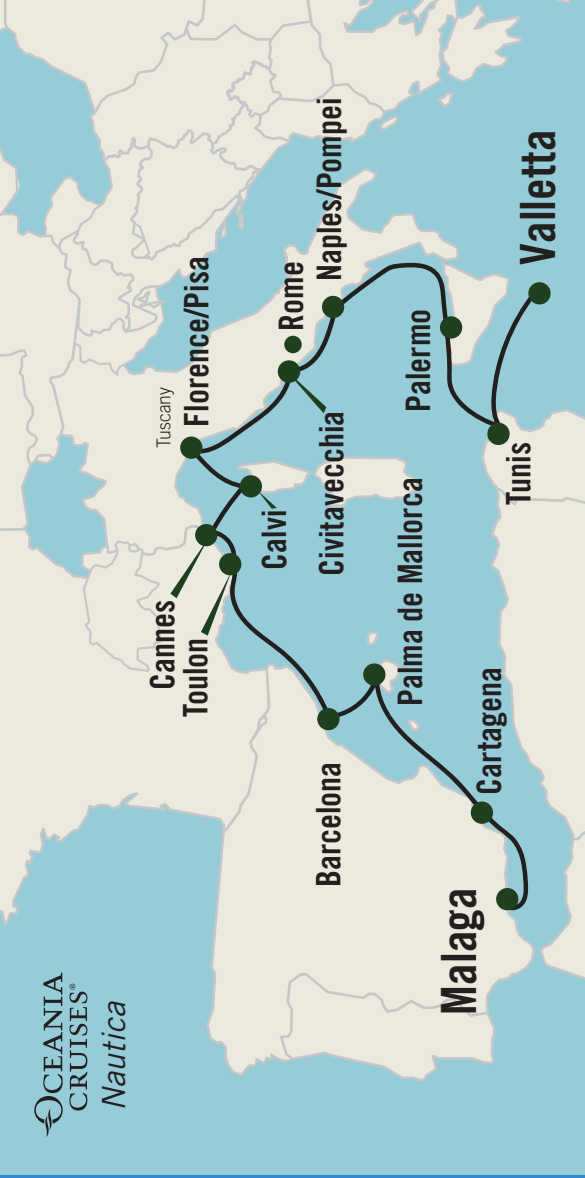 OCEANIA
CRUISES®
Nautica
Tuscany
Florence/Pisa
Rome
Naples/Pompei
Cannes
Toulon
Calvi
Civitavecchia
Barcelona
Palma de Mallorca
Palermo
Valletta
Tunis
Cartagena
Malaga